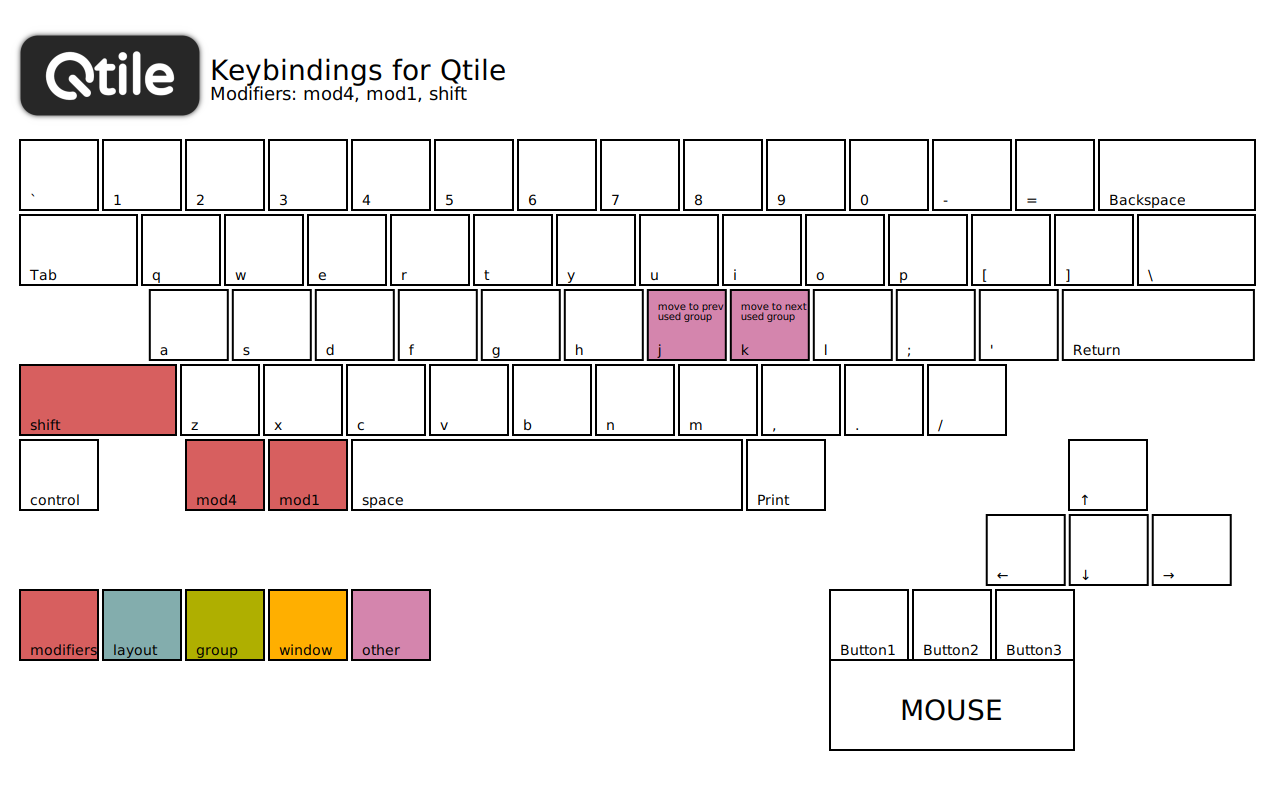 Qtile
Keybindings for Qtile
Modifiers: mod4, mod1, shift
` 1 2 3 4 5 6 7 8 9 0 - = Backspace
Tab q w e r t y u i o p [ ] \
move to prev
used group
move to next
used group
a s d f g h j k l ; ' Return
shift z x c v b n m , . /
control mod4 mod1 space Print ↑
← ↓ →
modifiers layout group window other Button1 Button2 Button3
MOUSE